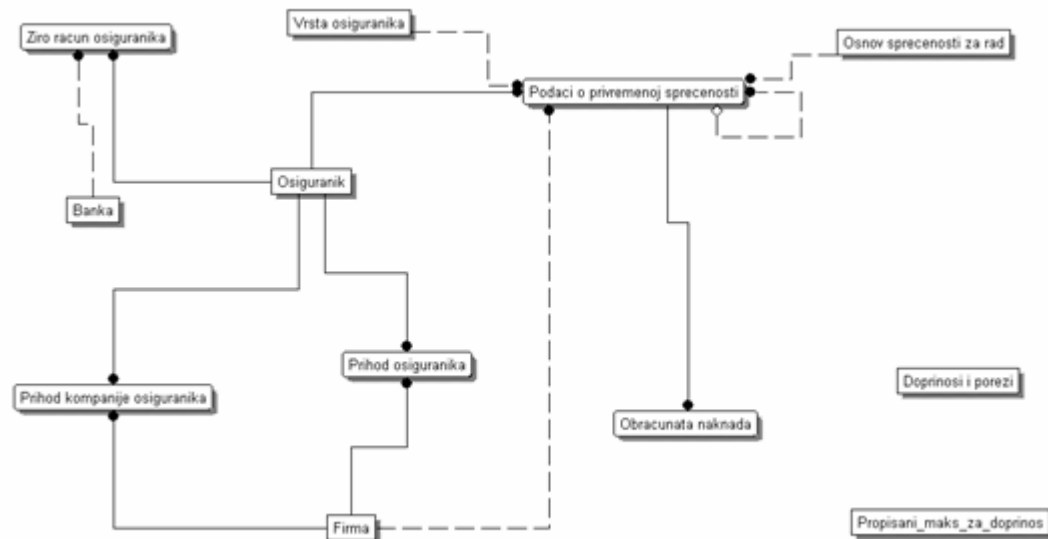 Vrsta osiguranika
Ziro racun osiguranika
Osnov sprecenosti za rad
Podaci o privremenoj sprecenosti
Osiguranik
Banka
Prihod osiguranika
Doprinosi i porezi
Prihod kompanije osiguranika
Obracunata naknada
Firma
Propisani_maks_za_doprinos